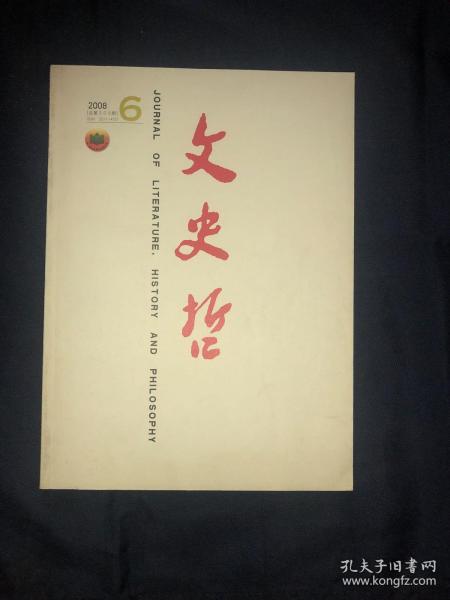 2008
6
JOURNAL OF LITERATURE, HISTORY AND PHILOSOPHY
文史哲
孔夫子旧书网
www.kongfz.com